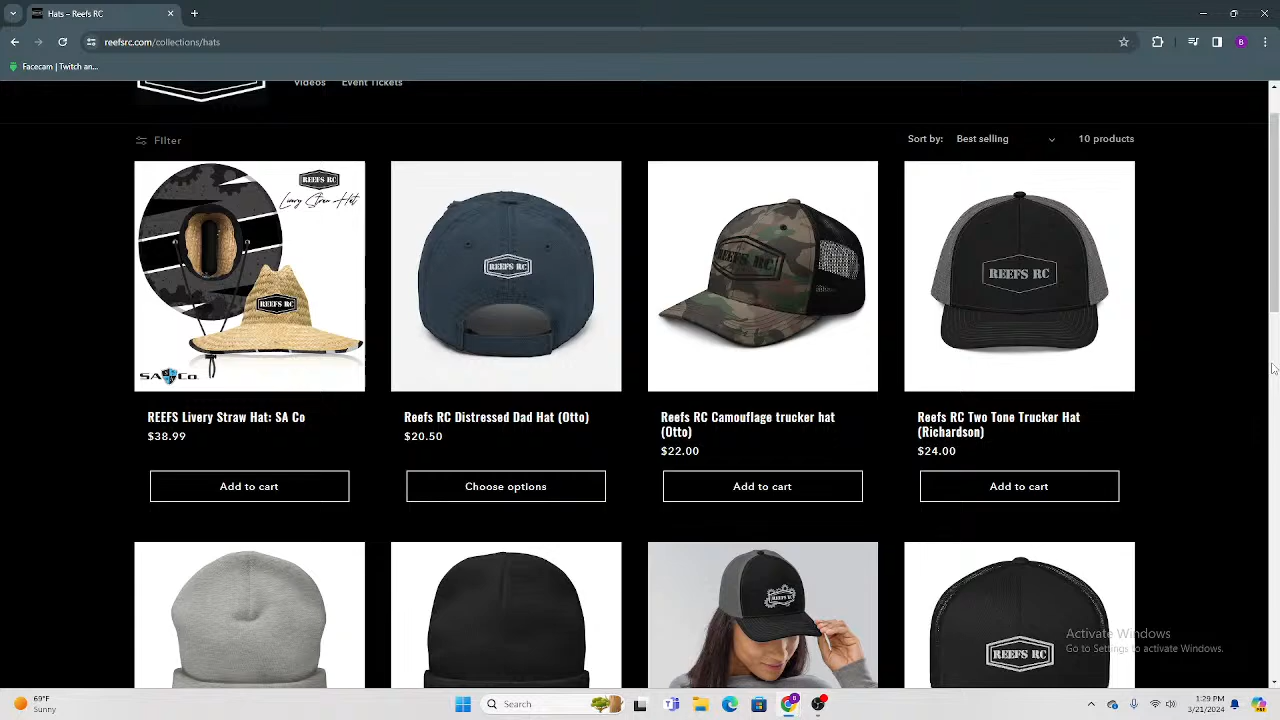 Hats – Reefs RC
reefsrc.com/collections/hats
Facecam | Twitch an...
Videos Event Tickets
Filter
Sort by: Best selling 10 products
REEFS RC
Livery Straw Hat
REEFS RC
SA Co.
REEFS RC
REEFS RC
REEFS RC
REEFS Livery Straw Hat: SA Co
$38.99
Add to cart
Reefs RC Distressed Dad Hat (Otto)
$20.50
Choose options
Reefs RC Camouflage trucker hat
(Otto)
$22.00
Add to cart
Reefs RC Two Tone Trucker Hat
(Richardson)
$24.00
Add to cart
REEFS RC
REEFS RC
Activate Windows
Go to Settings to activate Windows.
69°F
Sunny
Search
1:29 PM
3/21/2024